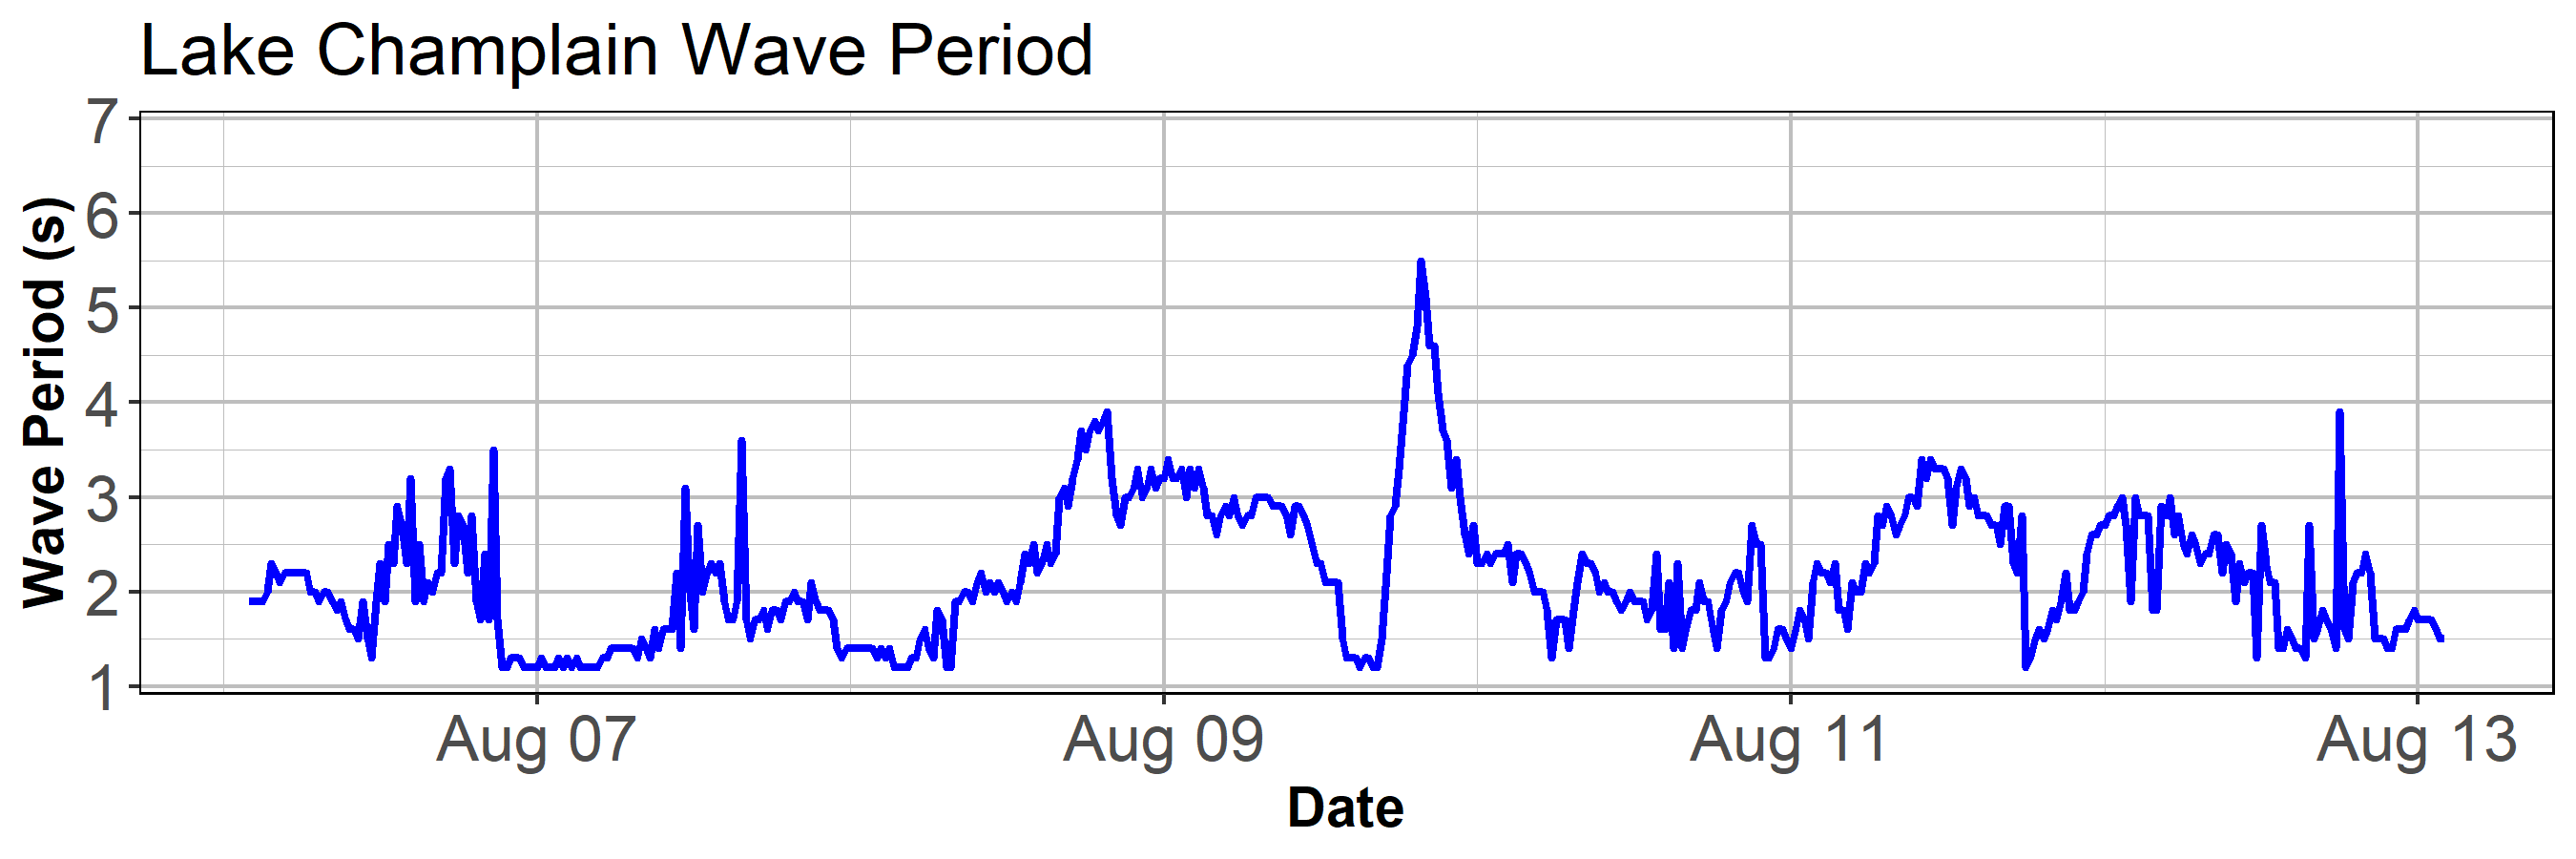 Lake Champlain Wave Period
7
6
5
4
3
2
1
Wave Period (s)
Aug 07
Aug 09
Aug 11
Aug 13
Date